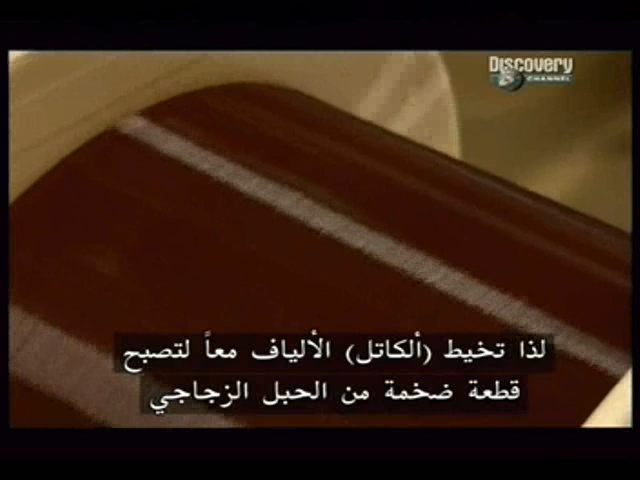 Discovery
CHANNEL
لذا تخيط (ألكاتل) الألياف معاً لتصبح
قطعة ضخمة من الحبل الزجاجي